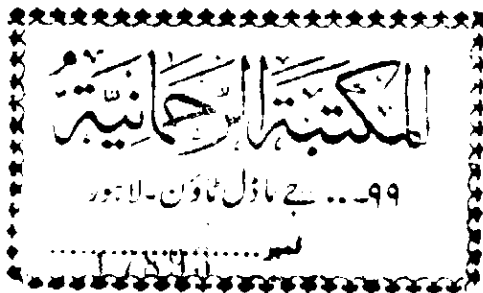 المكتبة الرحمانية
۹۹... جے ماڈل ٹاؤن۔ لاہور
نمبر........................